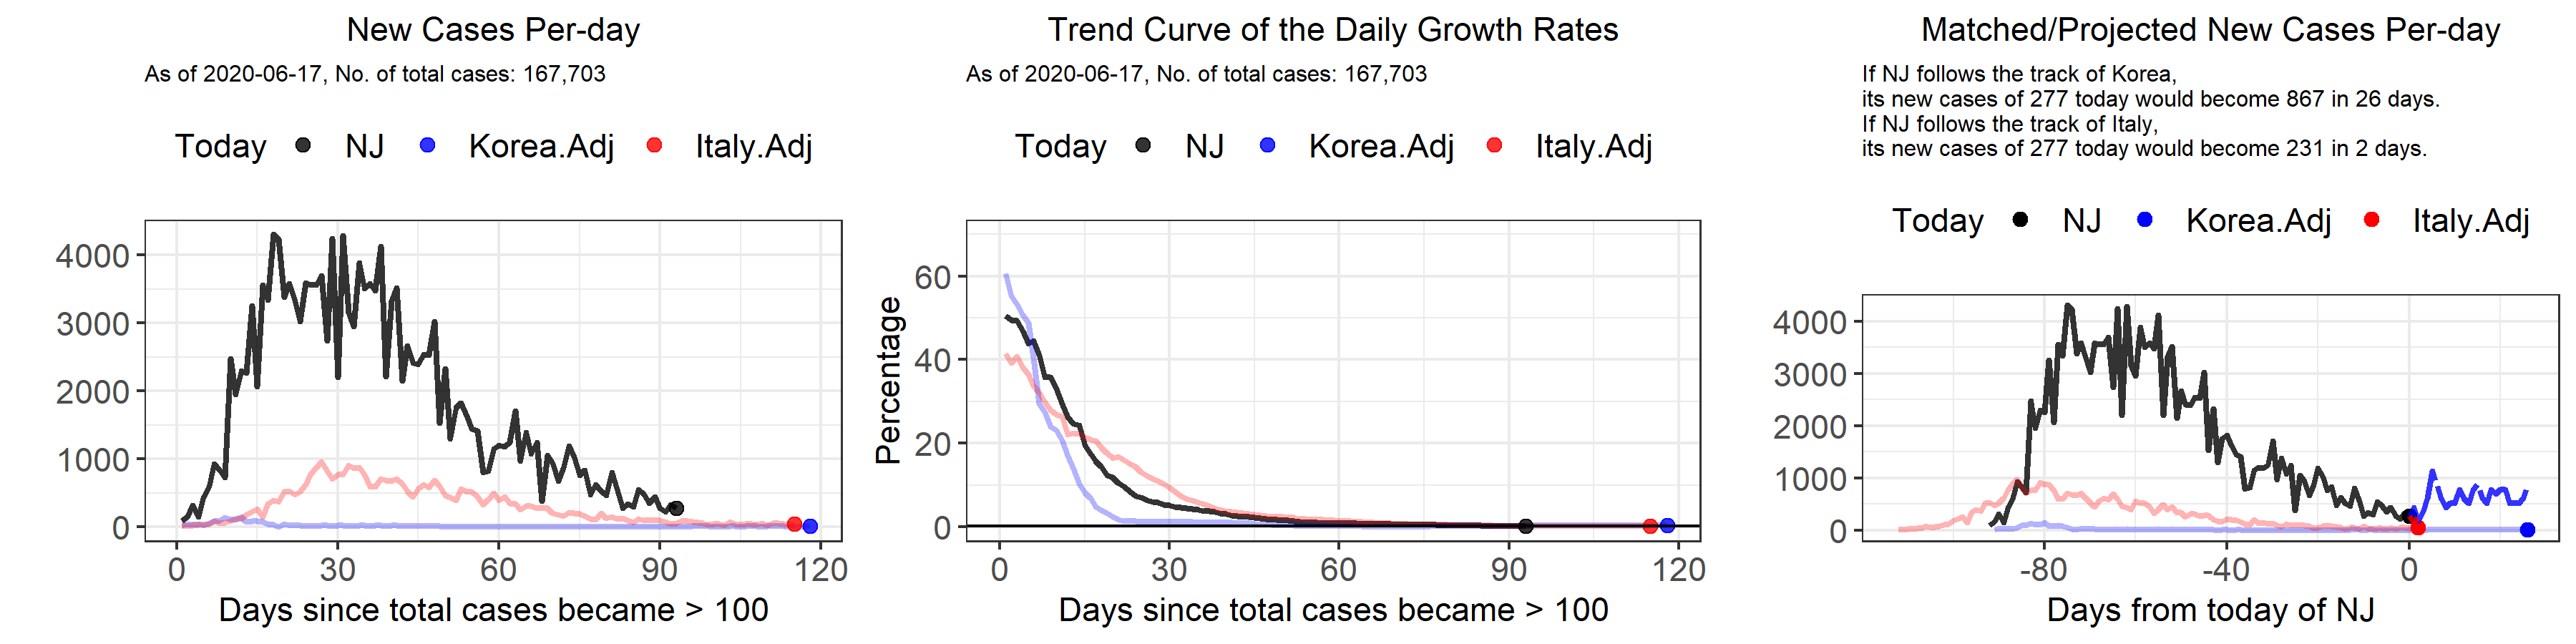 New Cases Per-day
As of 2020-06-17, No. of total cases: 167,703
Today NJ Korea.Adj Italy.Adj
4000
3000
2000
1000
0
0 30 60 90 120
Days since total cases became > 100
Trend Curve of the Daily Growth Rates
As of 2020-06-17, No. of total cases: 167,703
Today NJ Korea.Adj Italy.Adj
Percentage
60
40
20
0
0 30 60 90 120
Days since total cases became > 100
Matched/Projected New Cases Per-day
If NJ follows the track of Korea,
its new cases of 277 today would become 867 in 26 days.
If NJ follows the track of Italy,
its new cases of 277 today would become 231 in 2 days.
Today NJ Korea.Adj Italy.Adj
4000
3000
2000
1000
0
-80 -40 0
Days from today of NJ